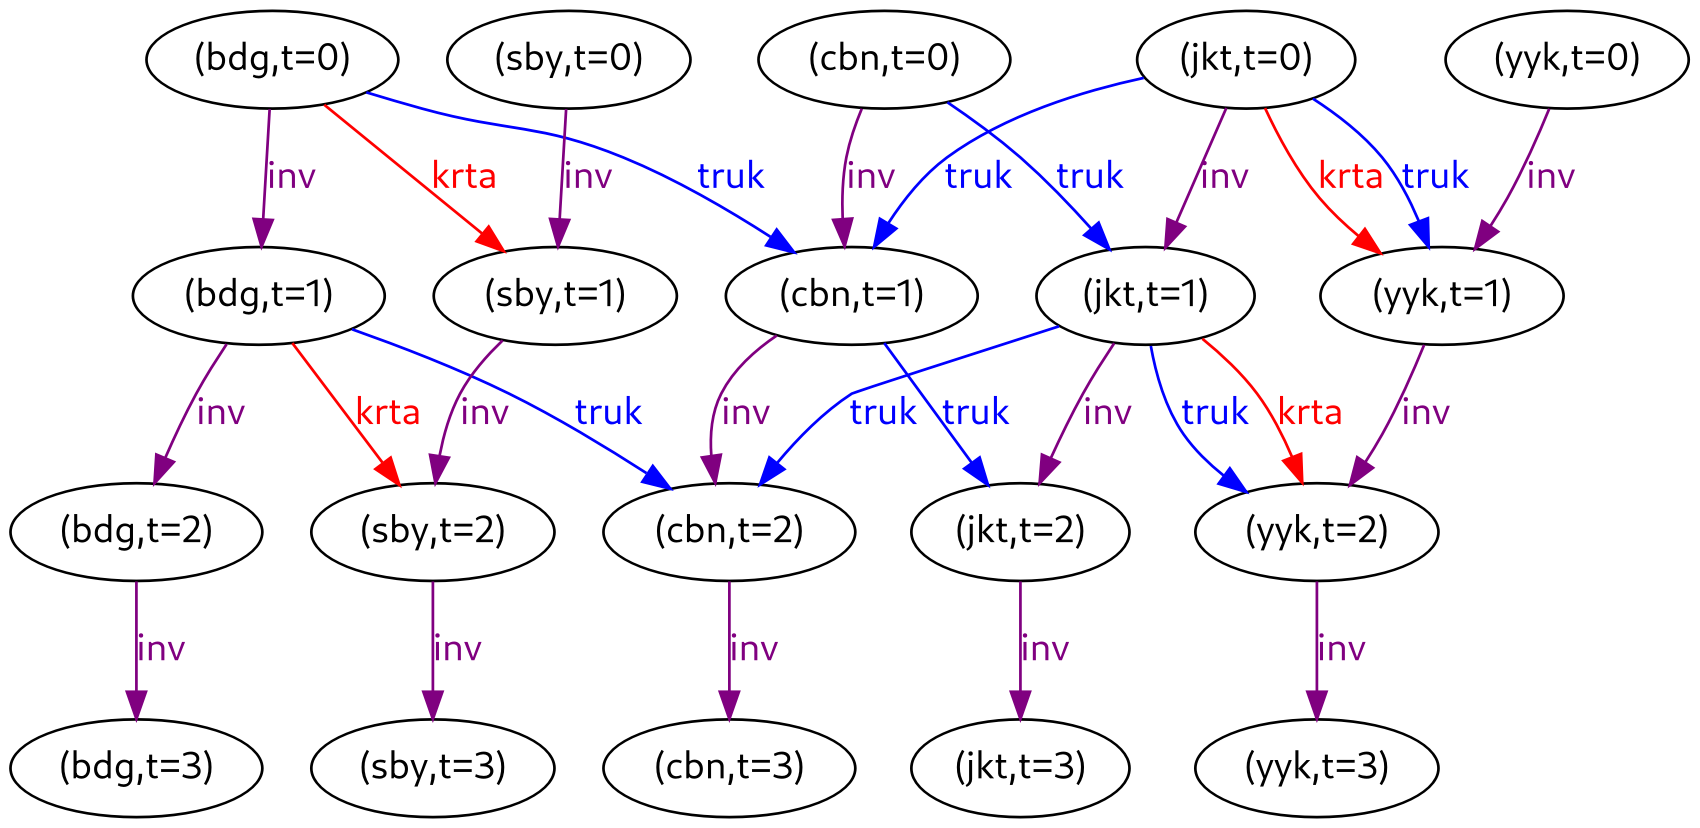 (bdg,t=0) (sby,t=0) (cbn,t=0) (jkt,t=0) (yyk,t=0)
inv krta inv truk inv truk truk inv krta truk inv
(bdg,t=1) (sby,t=1) (cbn,t=1) (jkt,t=1) (yyk,t=1)
inv krta inv truk inv truk truk inv truk krta inv
(bdg,t=2) (sby,t=2) (cbn,t=2) (jkt,t=2) (yyk,t=2)
inv inv inv inv inv
(bdg,t=3) (sby,t=3) (cbn,t=3) (jkt,t=3) (yyk,t=3)